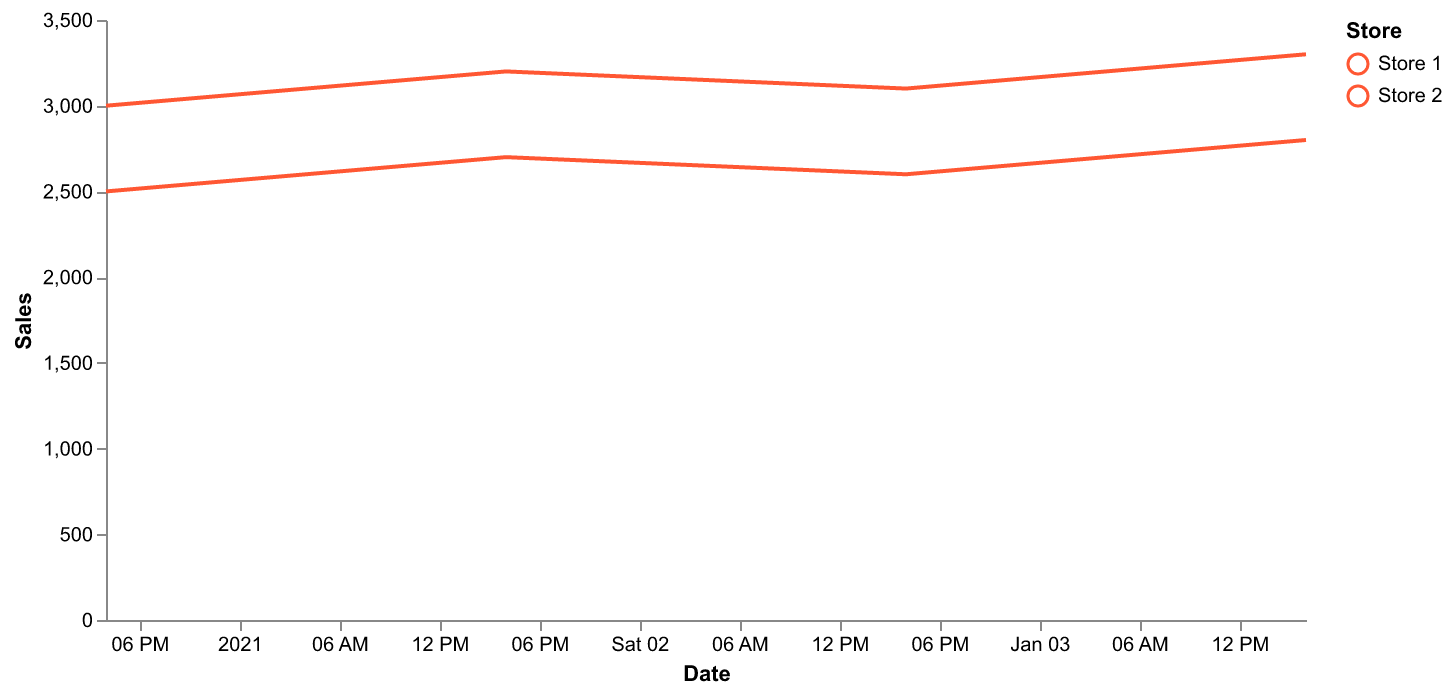 3,500
3,000
2,500
2,000
1,500
1,000
500
0
Sales
06 PM 2021 06 AM 12 PM 06 PM Sat 02 06 AM 12 PM 06 PM Jan 03 06 AM 12 PM
Date
Store
Store 1
Store 2